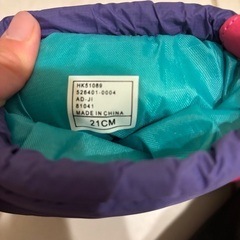 HK51089
526401-0004
AD-JI
81041
MADE IN CHINA
21CM